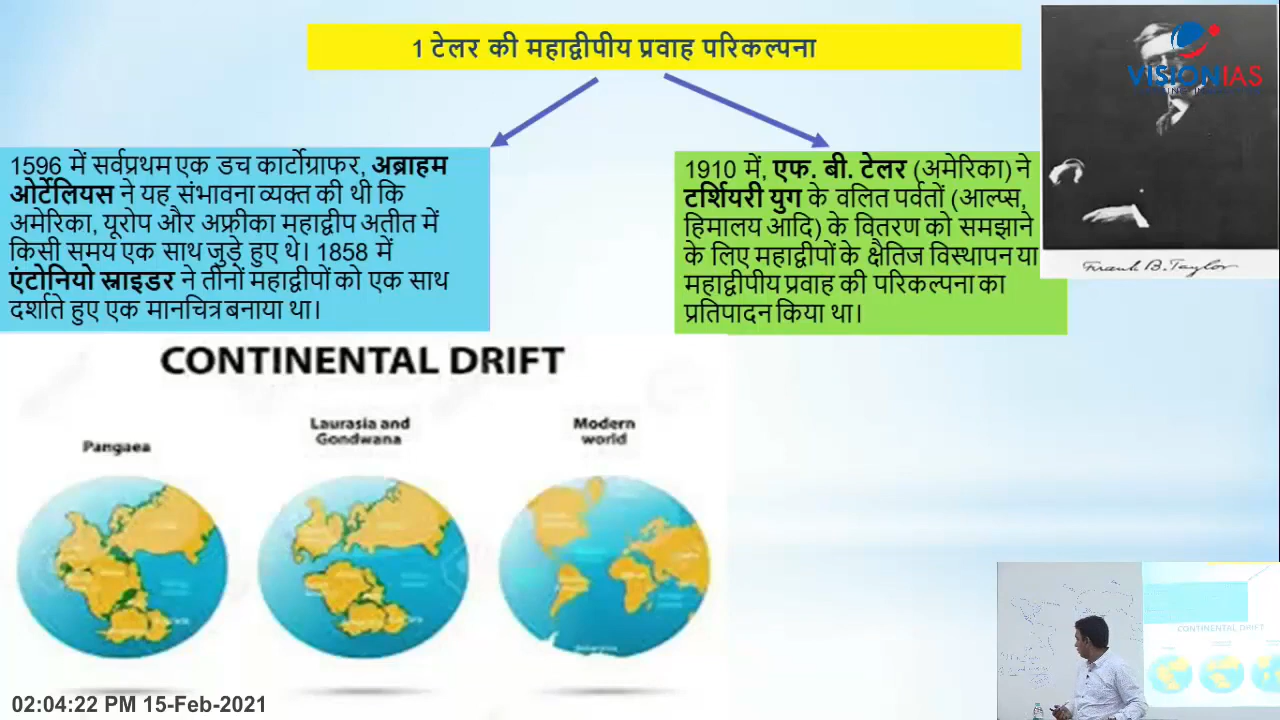 1 टेलर की महाद्वीपीय प्रवाह परिकल्पना
VISIONIAS
1596 में सर्वप्रथम एक डच कार्टोग्राफर, अब्राहम
ओर्टेलियस ने यह संभावना व्यक्त की थी कि
अमेरिका, यूरोप और अफ्रीका महाद्वीप अतीत में
किसी समय एक साथ जुड़े हुए थे। 1858 में
एंटोनियो स्नाइडर ने तीनों महाद्वीपों को एक साथ
दर्शाते हुए एक मानचित्र बनाया था।
1910 में, एफ. बी. टेलर (अमेरिका) ने
टर्शियरी युग के वलित पर्वतों (आल्प्स,
हिमालय आदि) के वितरण को समझाने
के लिए महाद्वीपों के क्षैतिज विस्थापन या
महाद्वीपीय प्रवाह की परिकल्पना का
प्रतिपादन किया था।
Frank B. Taylor
CONTINENTAL DRIFT
Pangaea
Laurasia and
Gondwana
Modern
world
CONTINENTAL DRIFT
02:04:22 PM 15-Feb-2021